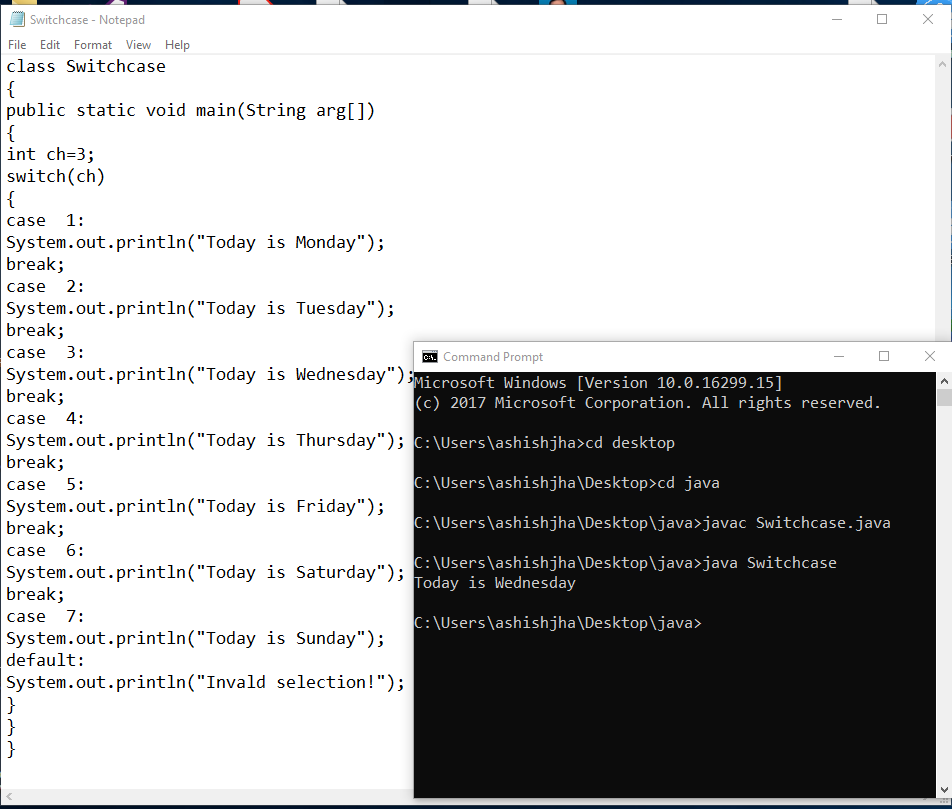 Switchcase - Notepad
File Edit Format View Help
class Switchcase
{
public static void main(String arg[])
{
int ch=3;
switch(ch)
{
case  1:
System.out.println("Today is Monday");
break;
case  2:
System.out.println("Today is Tuesday");
break;
case  3:
System.out.println("Today is Wednesday");
break;
case  4:
System.out.println("Today is Thursday");
break;
case  5:
System.out.println("Today is Friday");
break;
case  6:
System.out.println("Today is Saturday");
break;
case  7:
System.out.println("Today is Sunday");
default:
System.out.println("Invald selection!");
}
}
}
C:\.
Command Prompt
Microsoft Windows [Version 10.0.16299.15]
(c) 2017 Microsoft Corporation. All rights reserved.
C:\Users\ashishjha>cd desktop
C:\Users\ashishjha\Desktop>cd java
C:\Users\ashishjha\Desktop\java>javac Switchcase.java
C:\Users\ashishjha\Desktop\java>java Switchcase
Today is Wednesday
C:\Users\ashishjha\Desktop\java>